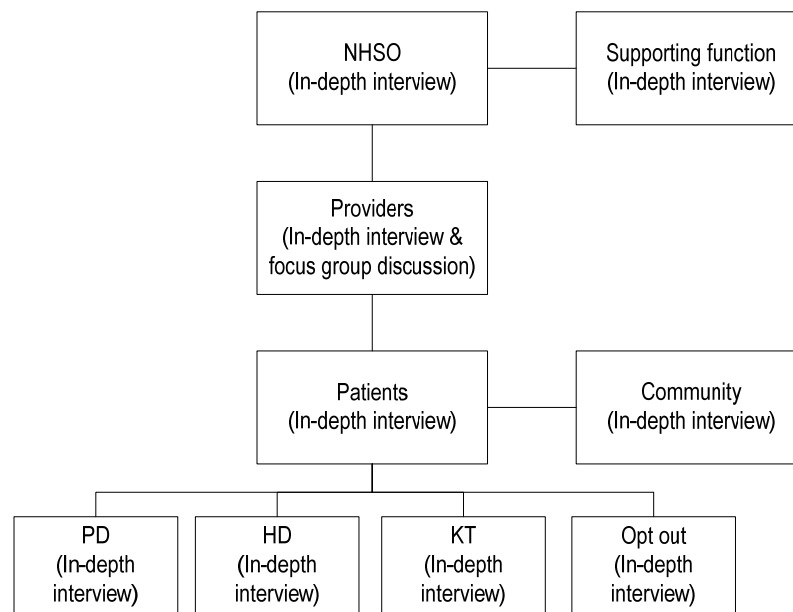 NHSO
(In-depth interview)
Supporting function
(In-depth interview)
Providers
(In-depth interview &
focus group discussion)
Patients
(In-depth interview)
Community
(In-depth interview)
PD
(In-depth
interview)
HD
(In-depth
interview)
KT
(In-depth
interview)
Opt out
(In-depth
interview)